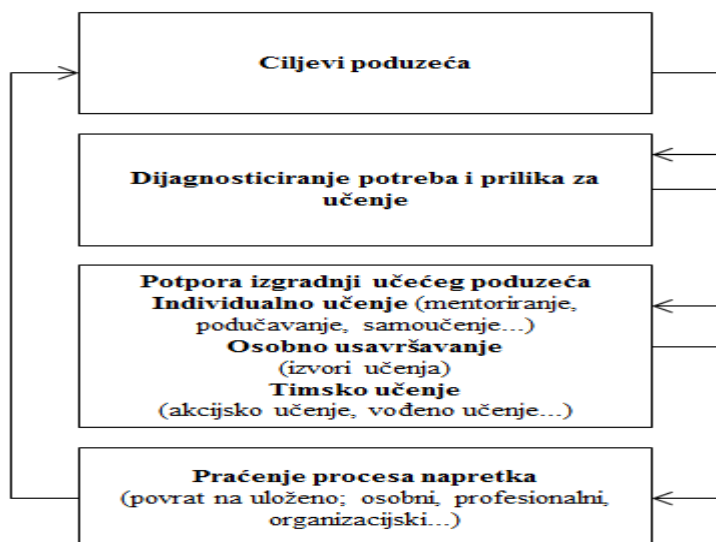 Ciljevi poduzeća
Dijagnosticiranje potreba i prilika za
učenje
Potpora izgradnji učećeg poduzeća
Individualno učenje (mentoriranje,
podučavanje, samoučenje...)
Osobno usavršavanje
(izvori učenja)
Timsko učenje
(akcijsko učenje, vođeno učenje...)
Praćenje procesa napretka
(povrat na uloženo; osobni, profesionalni,
organizacijski...)